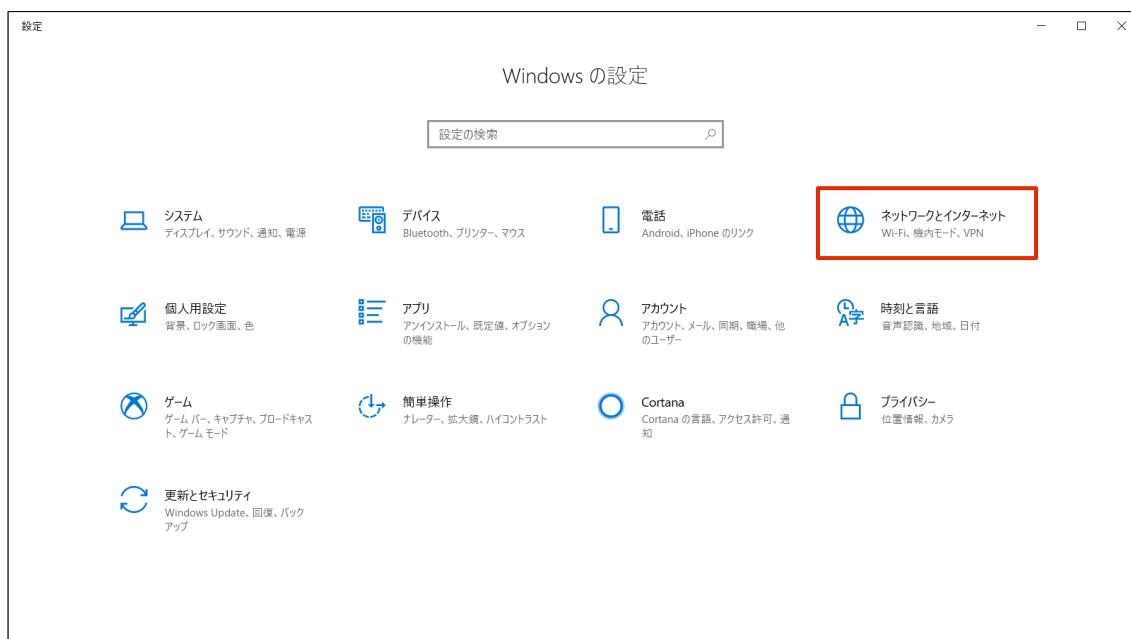 設定
Windows の設定
設定の検索
システム
ディスプレイ、サウンド、通知、電源
デバイス
Bluetooth、プリンター、マウス
電話
Android、iPhone のリンク
ネットワークとインターネット
Wi-Fi、機内モード、VPN
個人用設定
背景、ロック画面、色
アプリ
アンインストール、既定値、オプション
の機能
アカウント
アカウント、メール、同期、職場、他
のユーザー
時刻と言語
音声認識、地域、日付
ゲーム
ゲーム バー、キャプチャ、ブロードキャス
ト、ゲーム モード
簡単操作
ナレーター、拡大鏡、ハイコントラスト
Cortana
Cortana の言語、アクセス許可、通
知
プライバシー
位置情報、カメラ
更新とセキュリティ
Windows Update、回復、バック
アップ